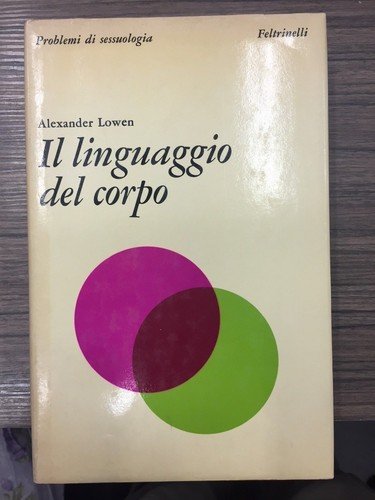 Problemi di sessuologia Feltrinelli
Alexander Lowen
Il linguaggio
del corpo